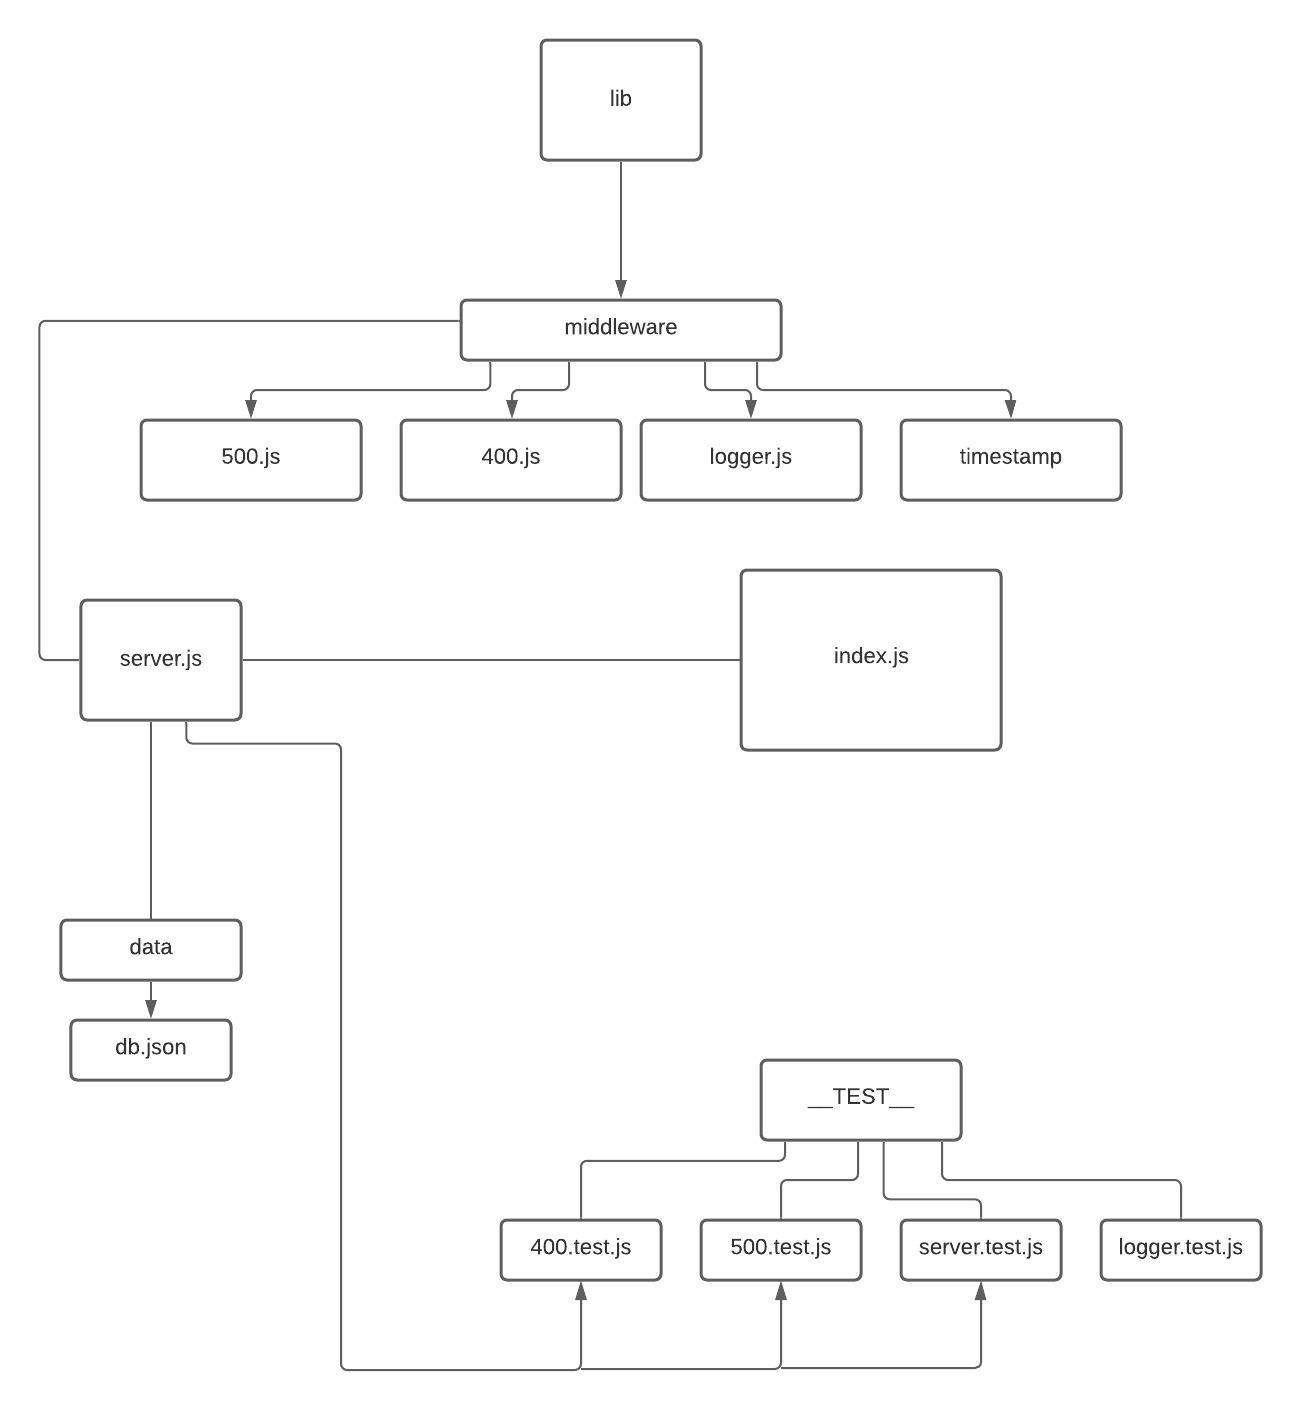 lib
middleware
500.js
400.js
logger.js
timestamp
server.js
index.js
data
db.json
__TEST__
400.test.js
500.test.js
server.test.js
logger.test.js